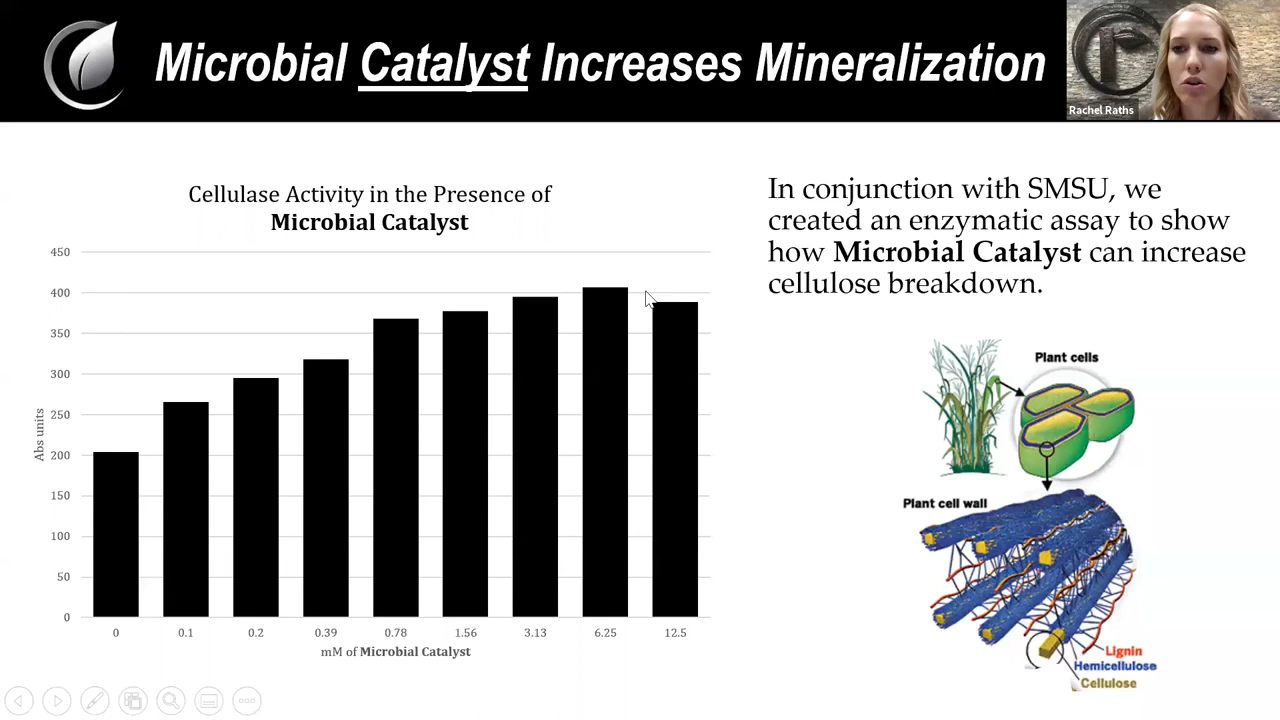 Microbial Catalyst Increases Mineralization
Rachel Raths
Cellulase Activity in the Presence of
Microbial Catalyst
450
400
350
300
250
200
150
100
50
0
Abs units
0 0.1 0.2 0.39 0.78 1.56 3.13 6.25 12.5
mM of Microbial Catalyst
In conjunction with SMSU, we
created an enzymatic assay to show
how Microbial Catalyst can increase
cellulose breakdown.
Plant cells
Plant cell wall
Lignin
Hemicellulose
Cellulose